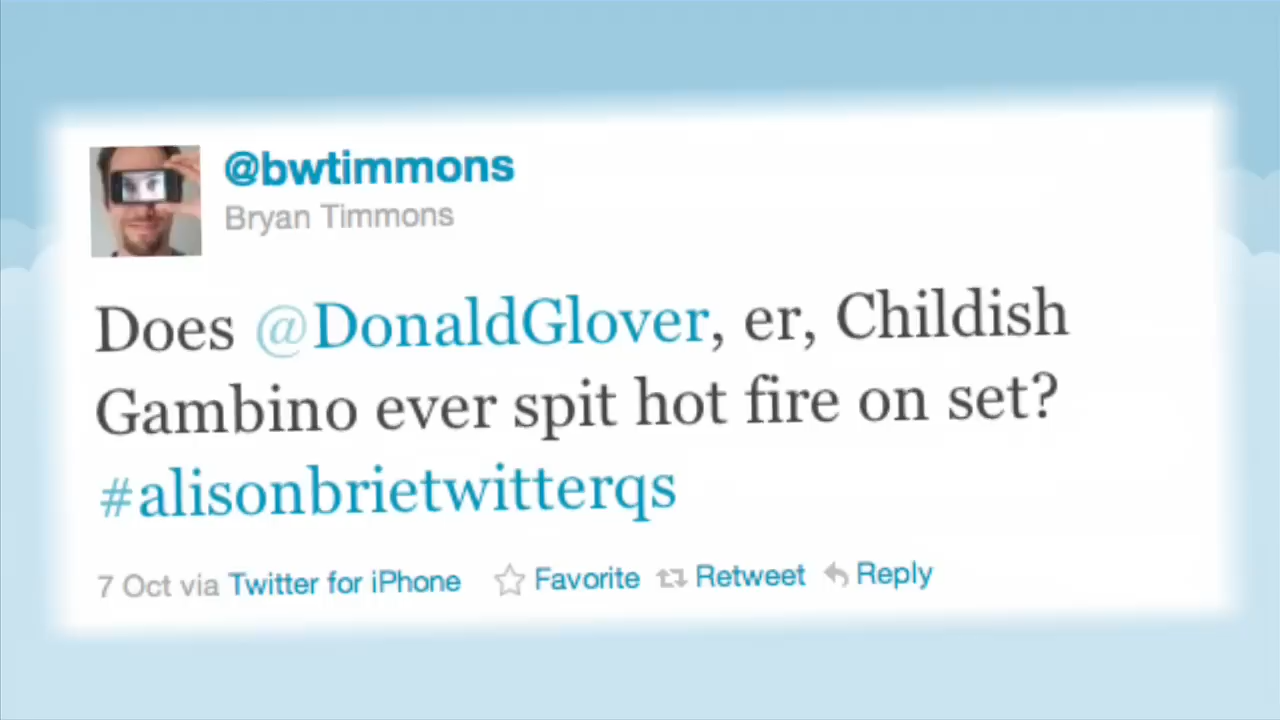 @bwtimmons
Bryan Timmons
Does @DonaldGlover, er, Childish
Gambino ever spit hot fire on set?
#alisonbrietwitterqs
7 Oct via Twitter for iPhone Favorite Retweet Reply